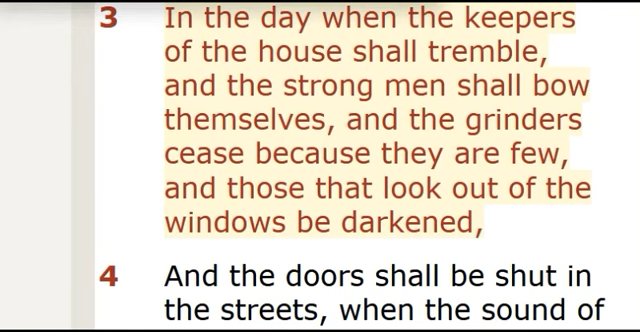 3 In the day when the keepers
of the house shall tremble,
and the strong men shall bow
themselves, and the grinders
cease because they are few,
and those that look out of the
windows be darkened,
4 And the doors shall be shut in
the streets, when the sound of